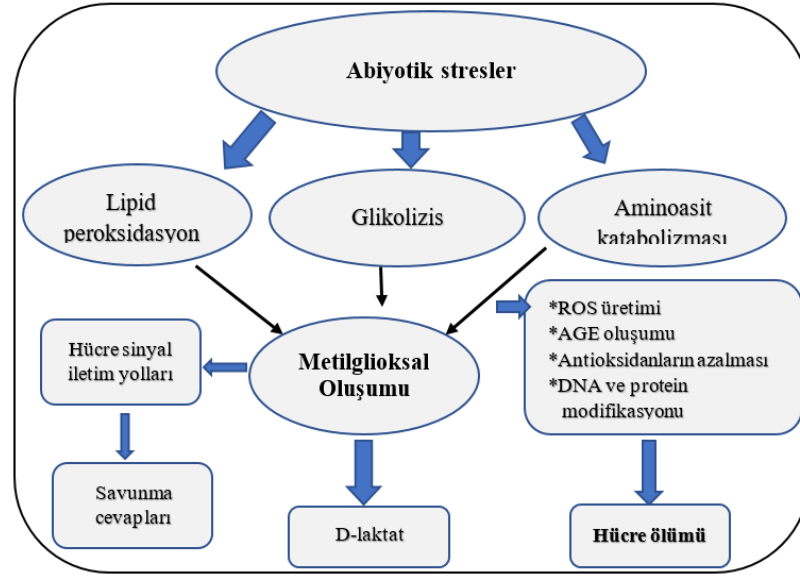 Abiyotik stresler
Lipid
peroksidasyon
Glikolizis
Aminoasit
katabolizması
*ROS üretimi
*AGE oluşumu
*Antioksidanların azalması
*DNA ve protein
modifikasyonu
Hücre sinyal
iletim yolları
Metilglioksal
Oluşumu
Savunma
cevapları
D-laktat
Hücre ölümü